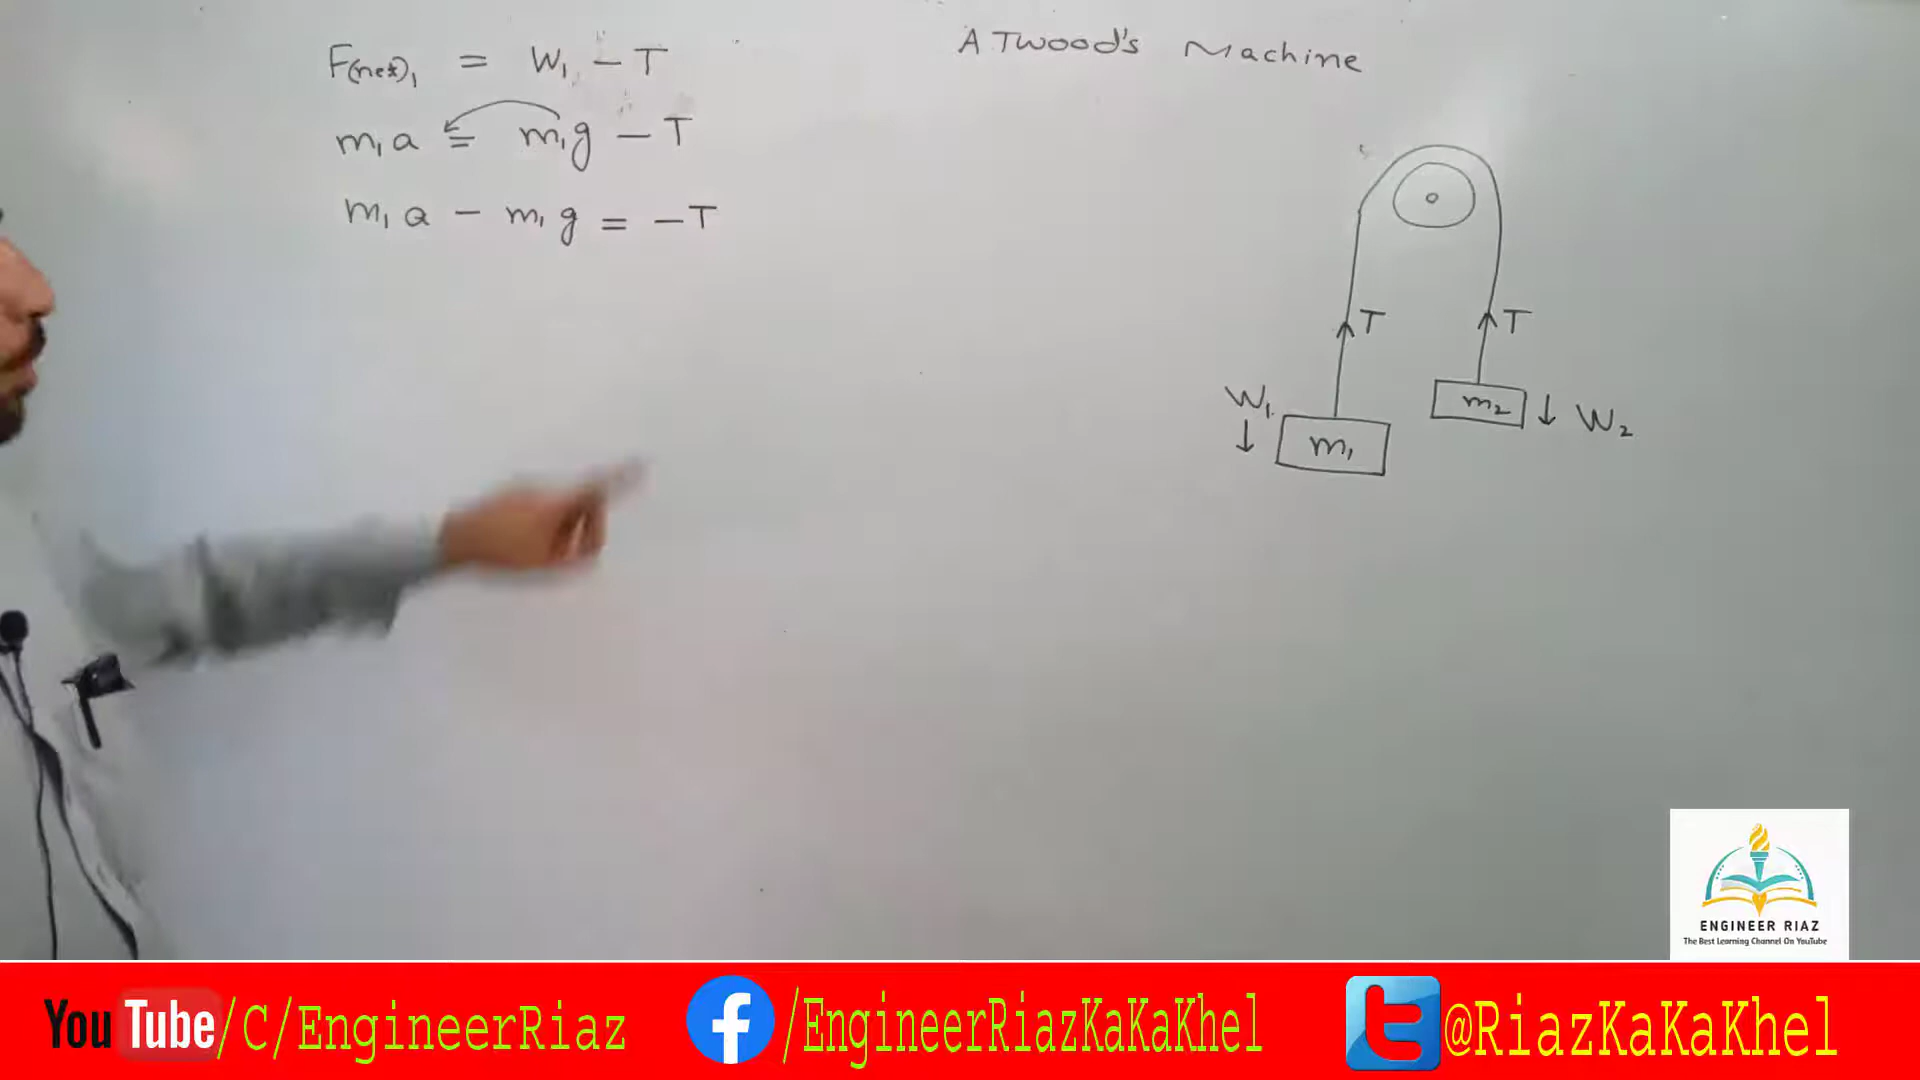 F(net)₁ = W₁ – T
m₁a = m₁g – T
m₁a – m₁g = –T
ATwood's Machine
T
T
W₁
m₁
m₂
W₂
ENGINEER RIAZ
The Best Learning Channel On YouTube
YouTube/C/EngineerRiaz
/EngineerRiazKaKaKhel
@RiazKaKaKhel